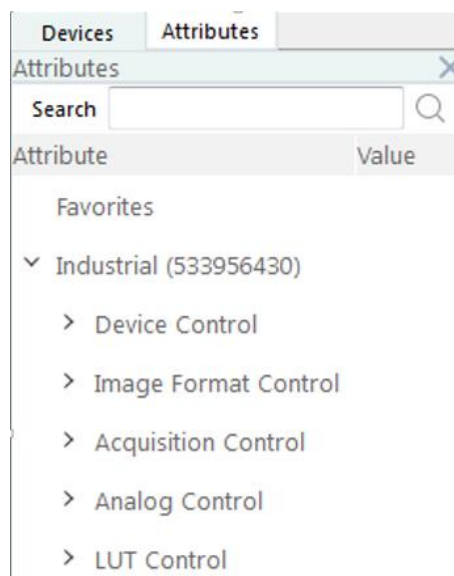 Devices Attributes
Attributes
Search
Attribute Value
Favorites
Industrial (533956430)
Device Control
Image Format Control
Acquisition Control
Analog Control
LUT Control